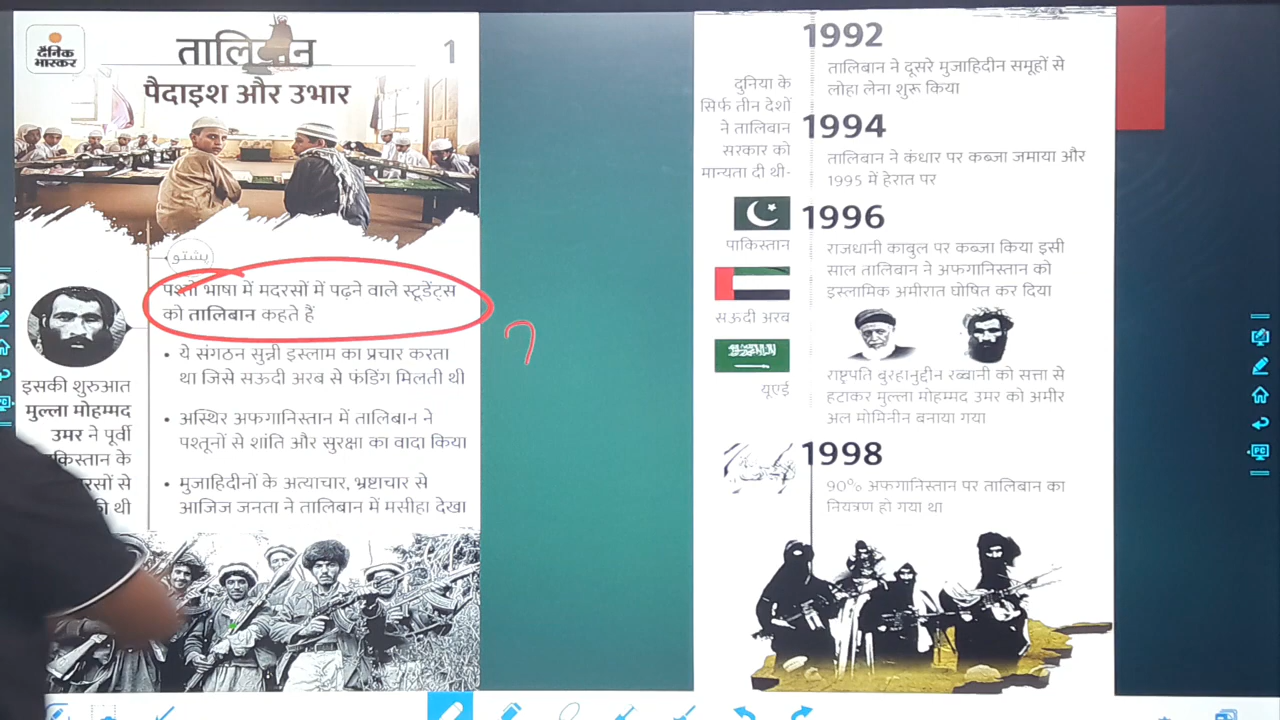 दैनिक
भास्कर
तालिबान
1
पैदाइश और उभार
پشتو
पश्तो भाषा में मदरसों में पढ़ने वाले स्टूडेंट्स
को तालिबान कहते हैं
• ये संगठन सुन्नी इस्लाम का प्रचार करता
था जिसे सऊदी अरब से फंडिंग मिलती थी
• अस्थिर अफगानिस्तान में तालिबान ने
पश्तूनों से शांति और सुरक्षा का वादा किया
• मुजाहिदीनों के अत्याचार, भ्रष्टाचार से
आजिज जनता ने तालिबान में मसीहा देखा
इसकी शुरुआत
मुल्ला मोहम्मद
उमर ने पूर्वी
के
से
थी
?
दुनिया के
सिर्फ तीन देशों
ने तालिबान
सरकार को
मान्यता दी थी-
पाकिस्तान
सऊदी अरब
यूएई
1992
तालिबान ने दूसरे मुजाहिदीन समूहों से
लोहा लेना शुरू किया
1994
तालिबान ने कंधार पर कब्जा जमाया और
1995 में हेरात पर
1996
राजधानी काबुल पर कब्जा किया इसी
साल तालिबान ने अफगानिस्तान को
इस्लामिक अमीरात घोषित कर दिया
राष्ट्रपति बुरहानुद्दीन रब्बानी को सत्ता से
हटाकर मुल्ला मोहम्मद उमर को अमीर
अल मोमिनीन बनाया गया
1998
90% अफगानिस्तान पर तालिबान का
नियंत्रण हो गया था
PC
PC